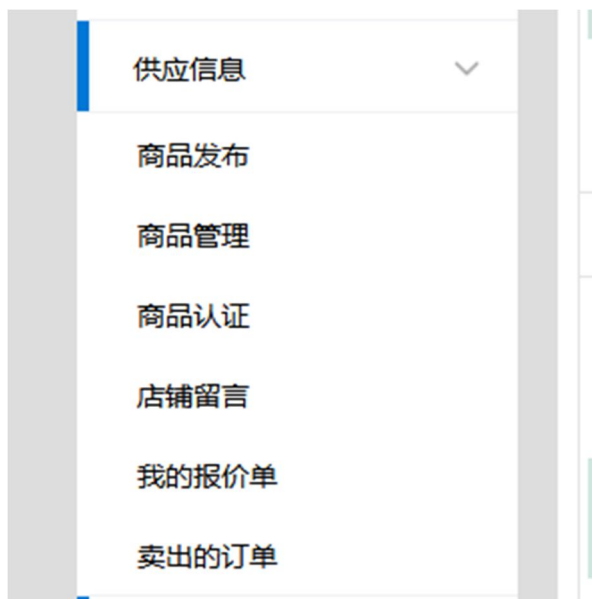 供应信息
商品发布
商品管理
商品认证
店铺留言
我的报价单
卖出的订单